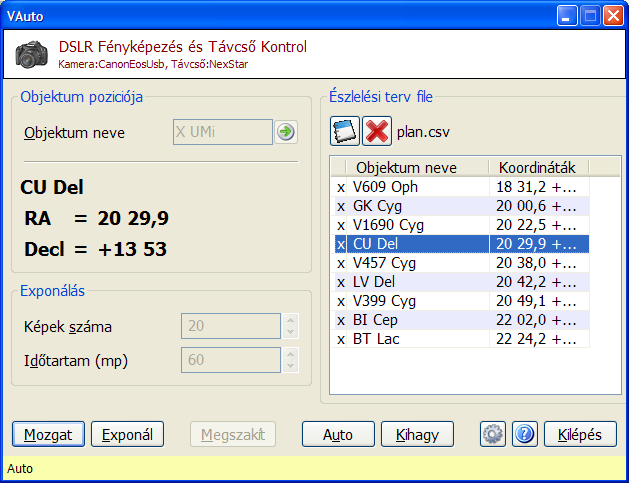 VAuto
DSLR Fényképezés és Távcső Kontrol
Kamera:CanonEosUsb, Távcső:NexStar
Objektum poziciója
Objektum neve X UMi
CU Del
RA = 20 29,9
Decl = +13 53
Exponálás
Képek száma 20
Időtartam (mp) 60
Észlelési terv file
plan.csv
Objektum neve Koordináták
x V609 Oph 18 31,2 +...
x GK Cyg 20 00,6 +...
x V1690 Cyg 20 22,5 +...
x CU Del 20 29,9 +...
x V457 Cyg 20 38,0 +...
x LV Del 20 42,2 +...
x V399 Cyg 20 49,1 +...
x BI Cep 22 02,0 +...
x BT Lac 22 24,2 +...
Mozgat Exponál Megszakít Auto Kihagy Kilépés
Auto